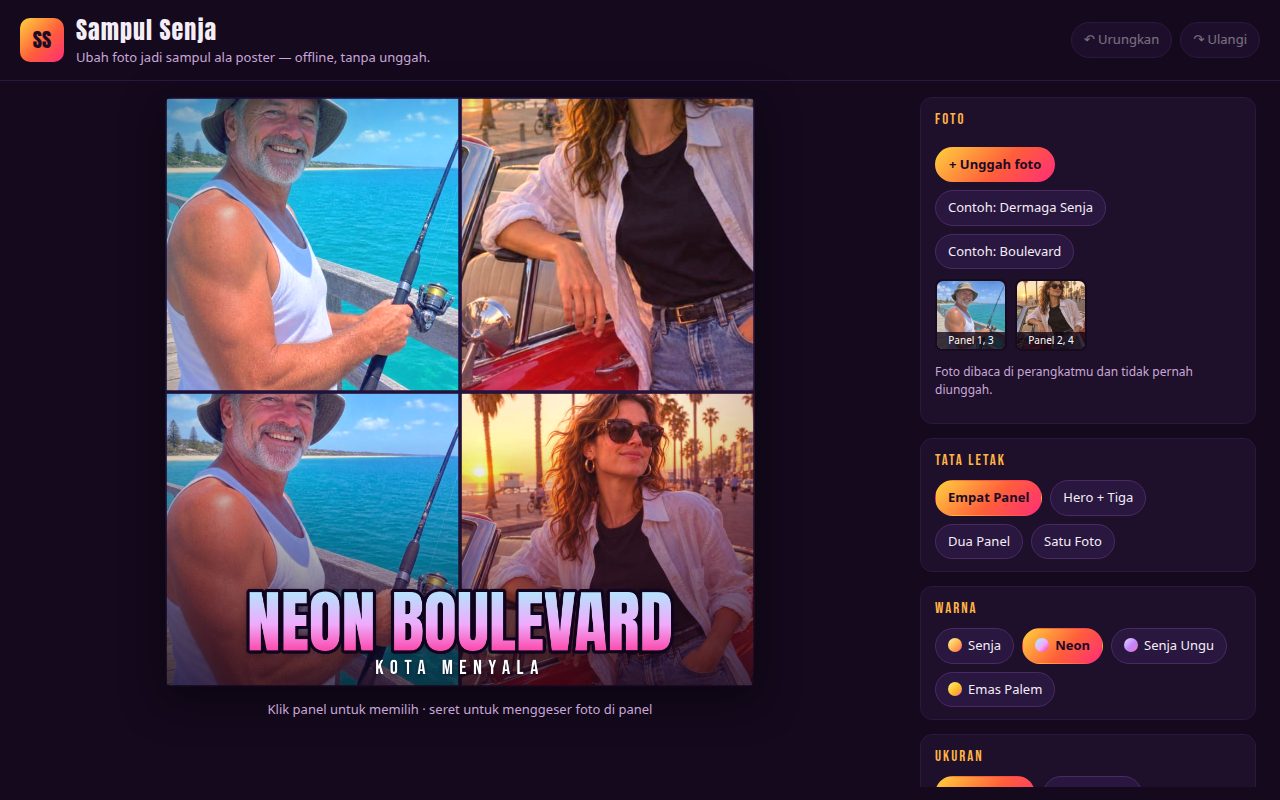 SS
Sampul Senja
Ubah foto jadi sampul ala poster — offline, tanpa unggah.
↶ Urungkan
↷ Ulangi
NEON BOULEVARD
KOTA MENYALA
Klik panel untuk memilih · seret untuk menggeser foto di panel
FOTO
+ Unggah foto
Contoh: Dermaga Senja
Contoh: Boulevard
Panel 1, 3
Panel 2, 4
Foto dibaca di perangkatmu dan tidak pernah
diunggah.
TATA LETAK
Empat Panel
Hero + Tiga
Dua Panel
Satu Foto
WARNA
Senja
Neon
Senja Ungu
Emas Palem
UKURAN